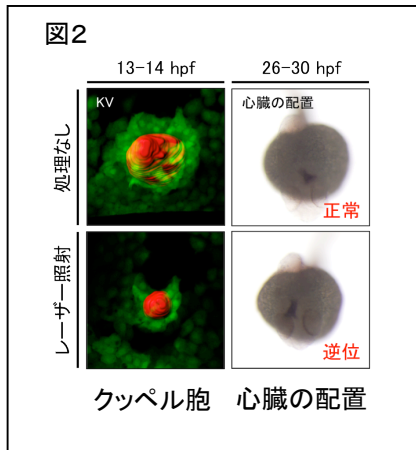 図2
13-14 hpf
26-30 hpf
処理なし
KV
心臓の配置
正常
レーザー照射
逆位
クッペル胞
心臓の配置